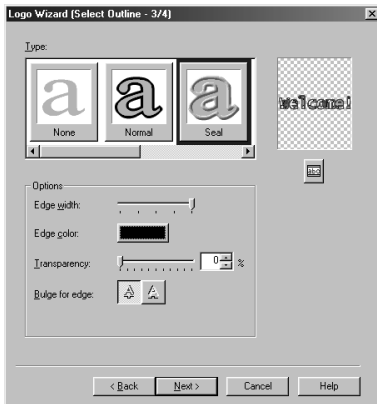 Logo Wizard (Select Outline - 3/4)
Type:
a
a
a
None
Normal
Seal
Welcome!
abc
Options
Edge width:
Edge color:
Transparency:
0
%
Bulge for edge:
A
A
< Back
Next >
Cancel
Help